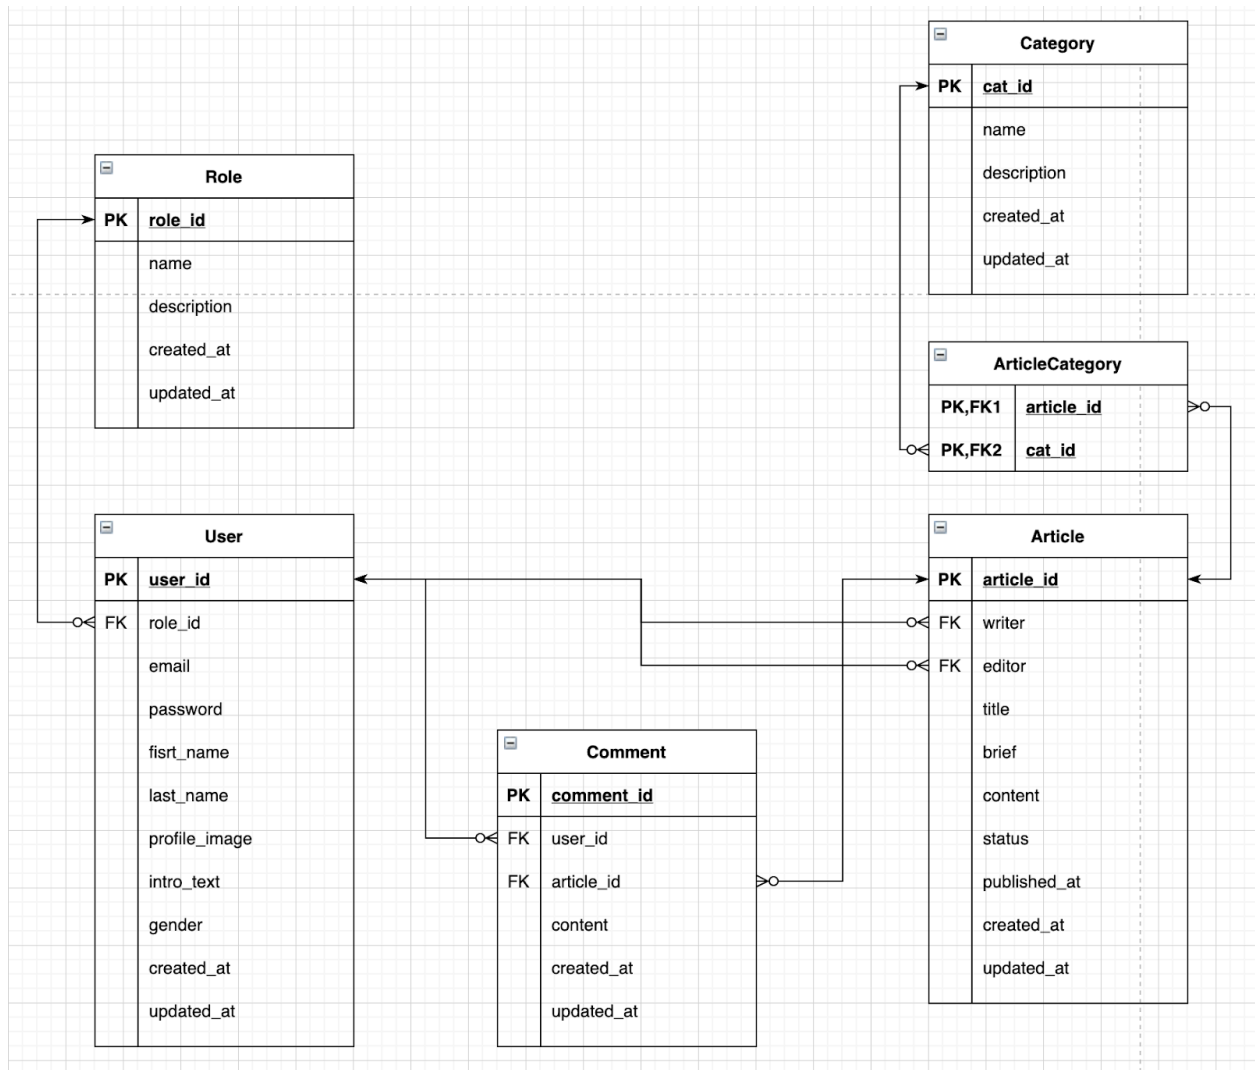 Category
PK cat_id
name
description
created_at
updated_at
Role
PK role_id
name
description
created_at
updated_at
ArticleCategory
PK,FK1 article_id
PK,FK2 cat_id
User
PK user_id
FK role_id
email
password
fisrt_name
last_name
profile_image
intro_text
gender
created_at
updated_at
Comment
PK comment_id
FK user_id
FK article_id
content
created_at
updated_at
Article
PK article_id
FK writer
FK editor
title
brief
content
status
published_at
created_at
updated_at